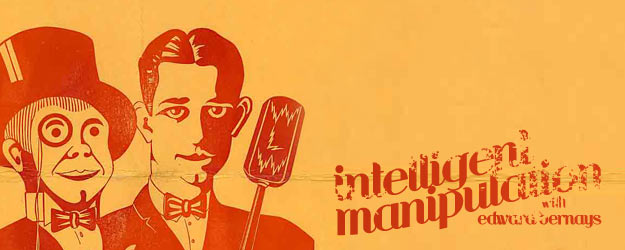 intelligent
manipulation
with
edward bernays